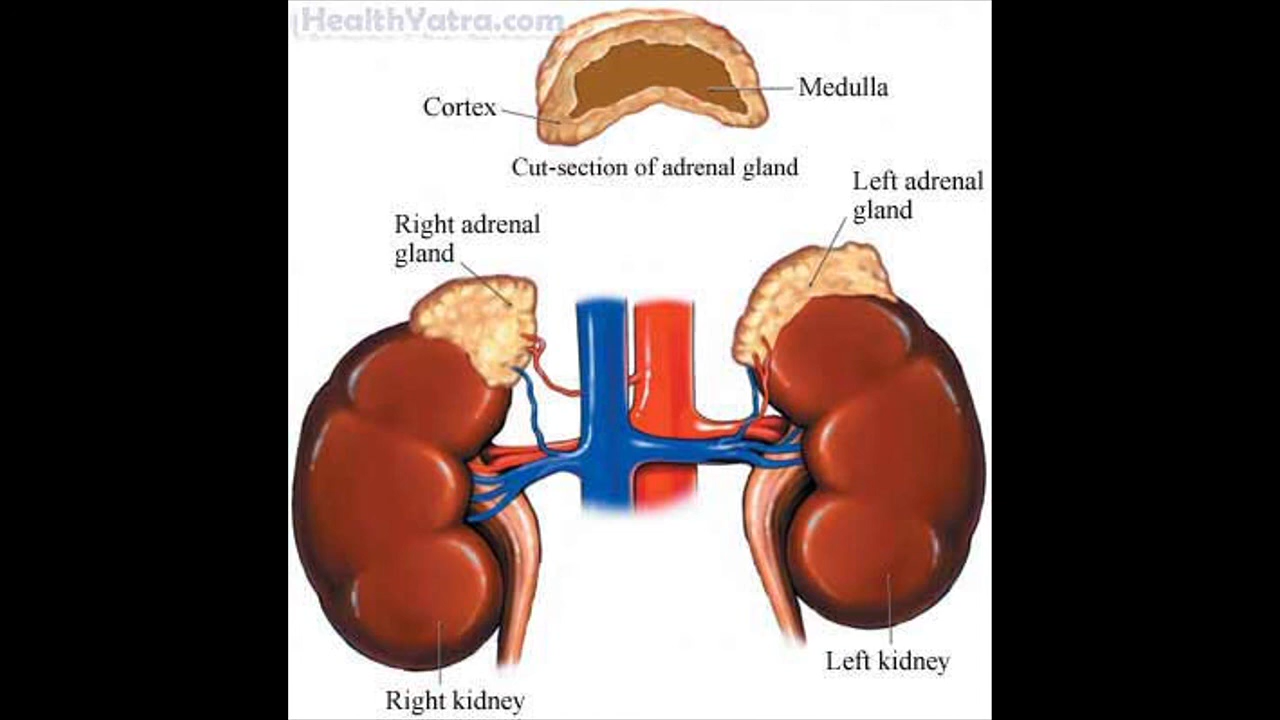 HealthYatra.com
Cortex
Medulla
Cut-section of adrenal gland
Left adrenal
gland
Right adrenal
gland
Left kidney
Right kidney